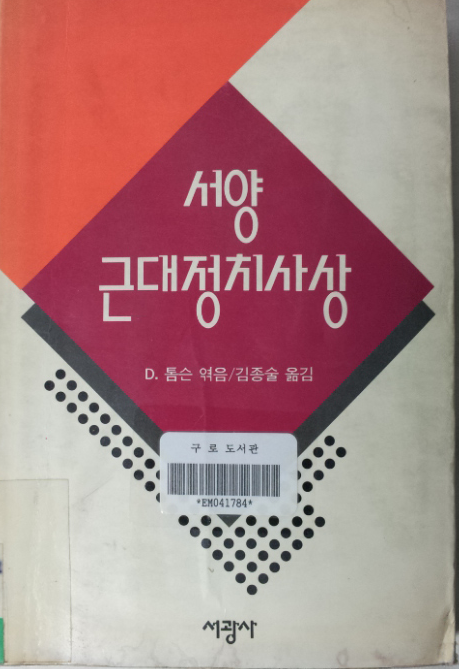 서양
근대정치사상
D. 톰슨 엮음/김종술 옮김
구 로 도서관
*EM041784*
서광사